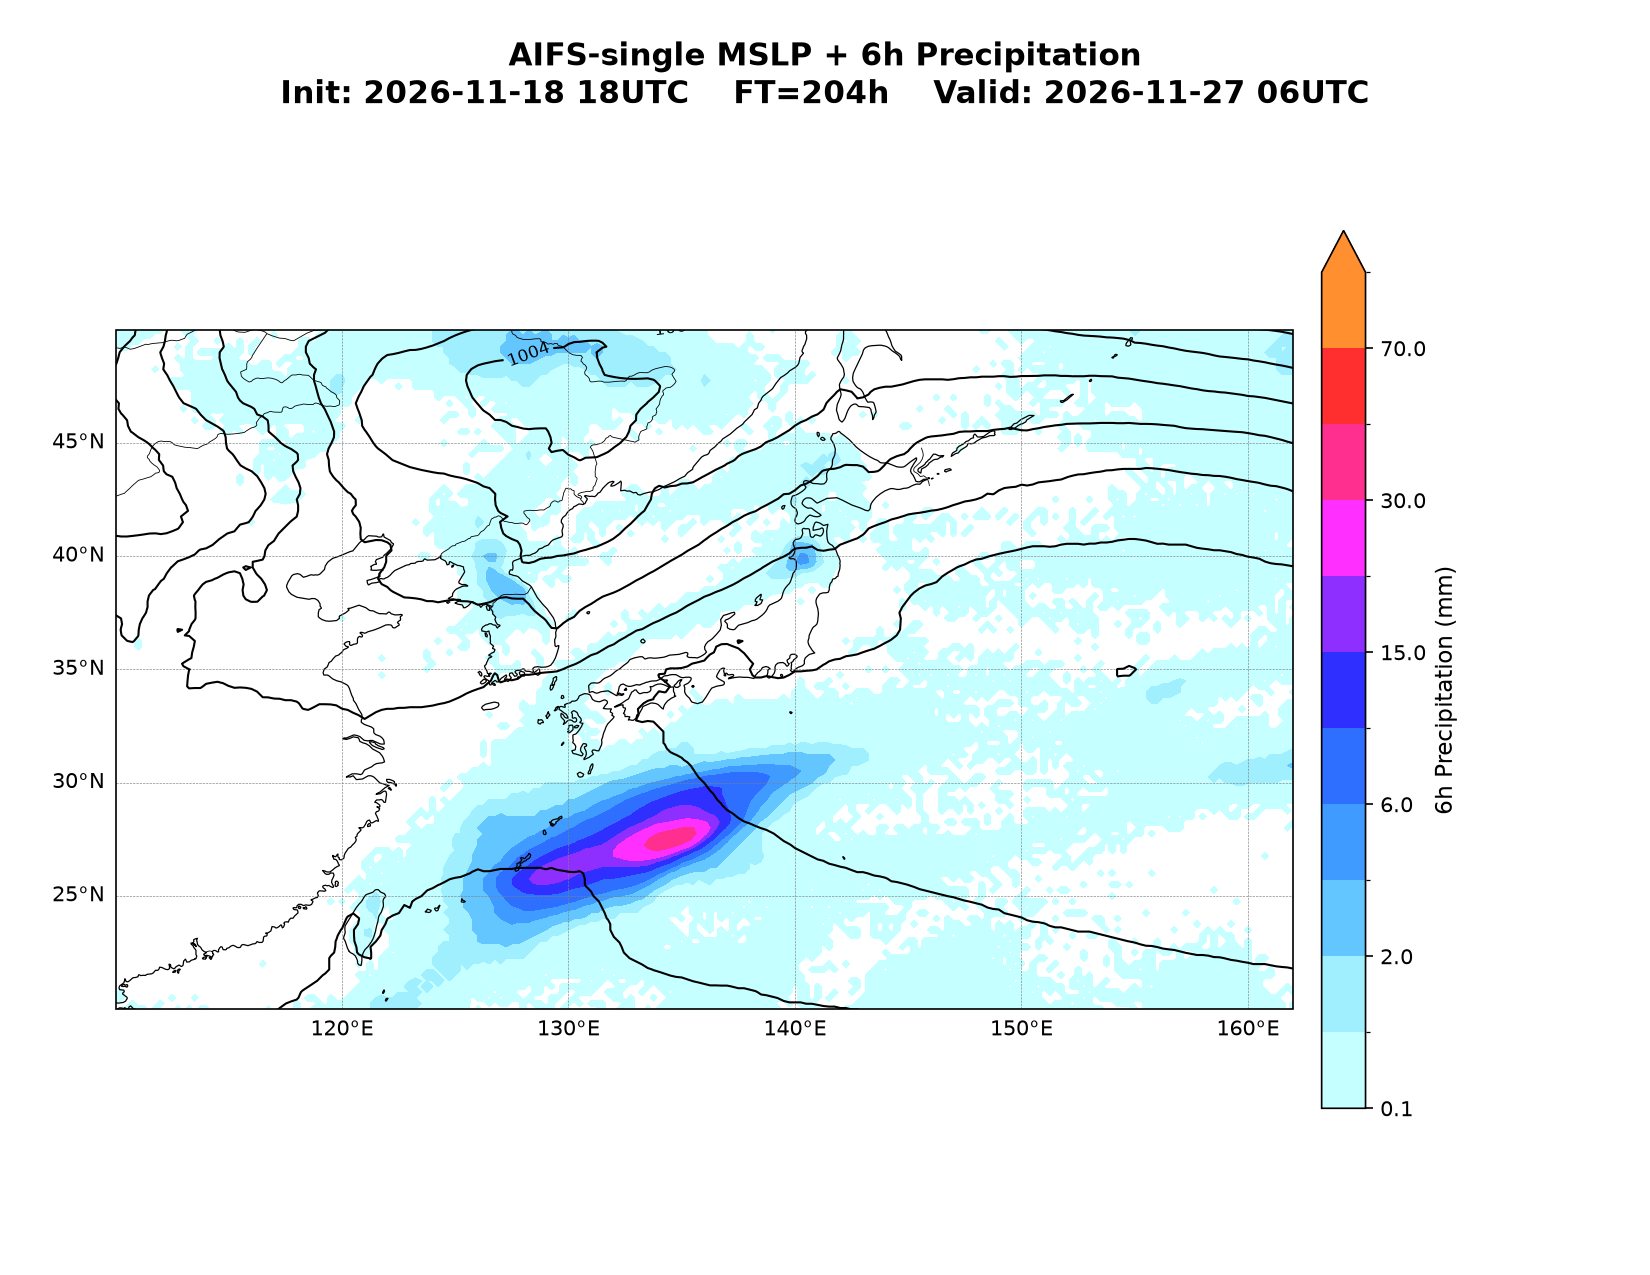 AIFS-single MSLP + 6h Precipitation
Init: 2026-11-18 18UTC    FT=204h    Valid: 2026-11-27 06UTC
1004
45°N
40°N
35°N
30°N
25°N
120°E
130°E
140°E
150°E
160°E
70.0
30.0
15.0
6.0
2.0
0.1
6h Precipitation (mm)